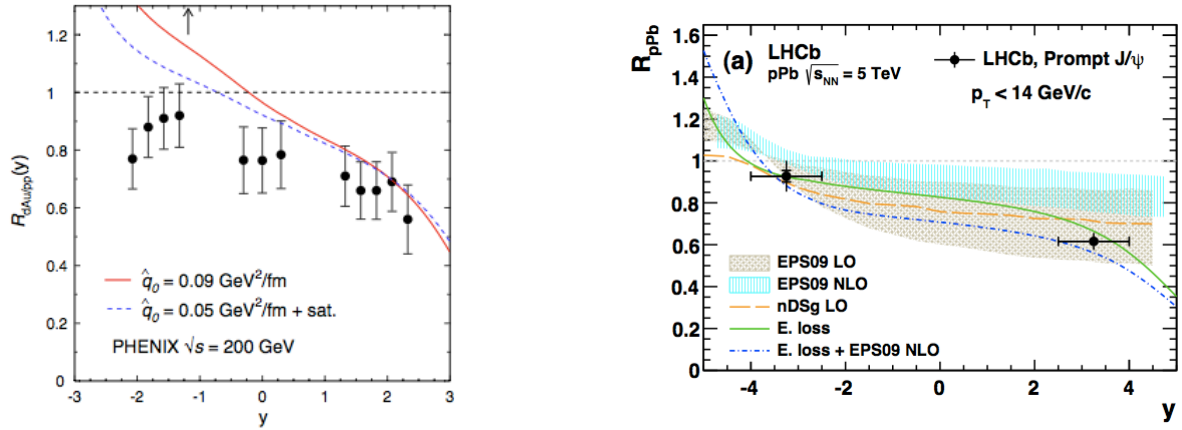 R_dAu/pp(y)
1.2
1
0.8
0.6
0.4
0.2
0
q̂₀ = 0.09 GeV²/fm
q̂₀ = 0.05 GeV²/fm + sat.
PHENIX √s = 200 GeV
-3 -2 -1 0 1 2 3
y
R_pPb
1.6
1.4
1.2
1
0.8
0.6
0.4
0.2
0
(a) LHCb
pPb √s_NN = 5 TeV
LHCb, Prompt J/ψ
p_T < 14 GeV/c
EPS09 LO
EPS09 NLO
nDSg LO
E. loss
E. loss + EPS09 NLO
-4 -2 0 2 4
y